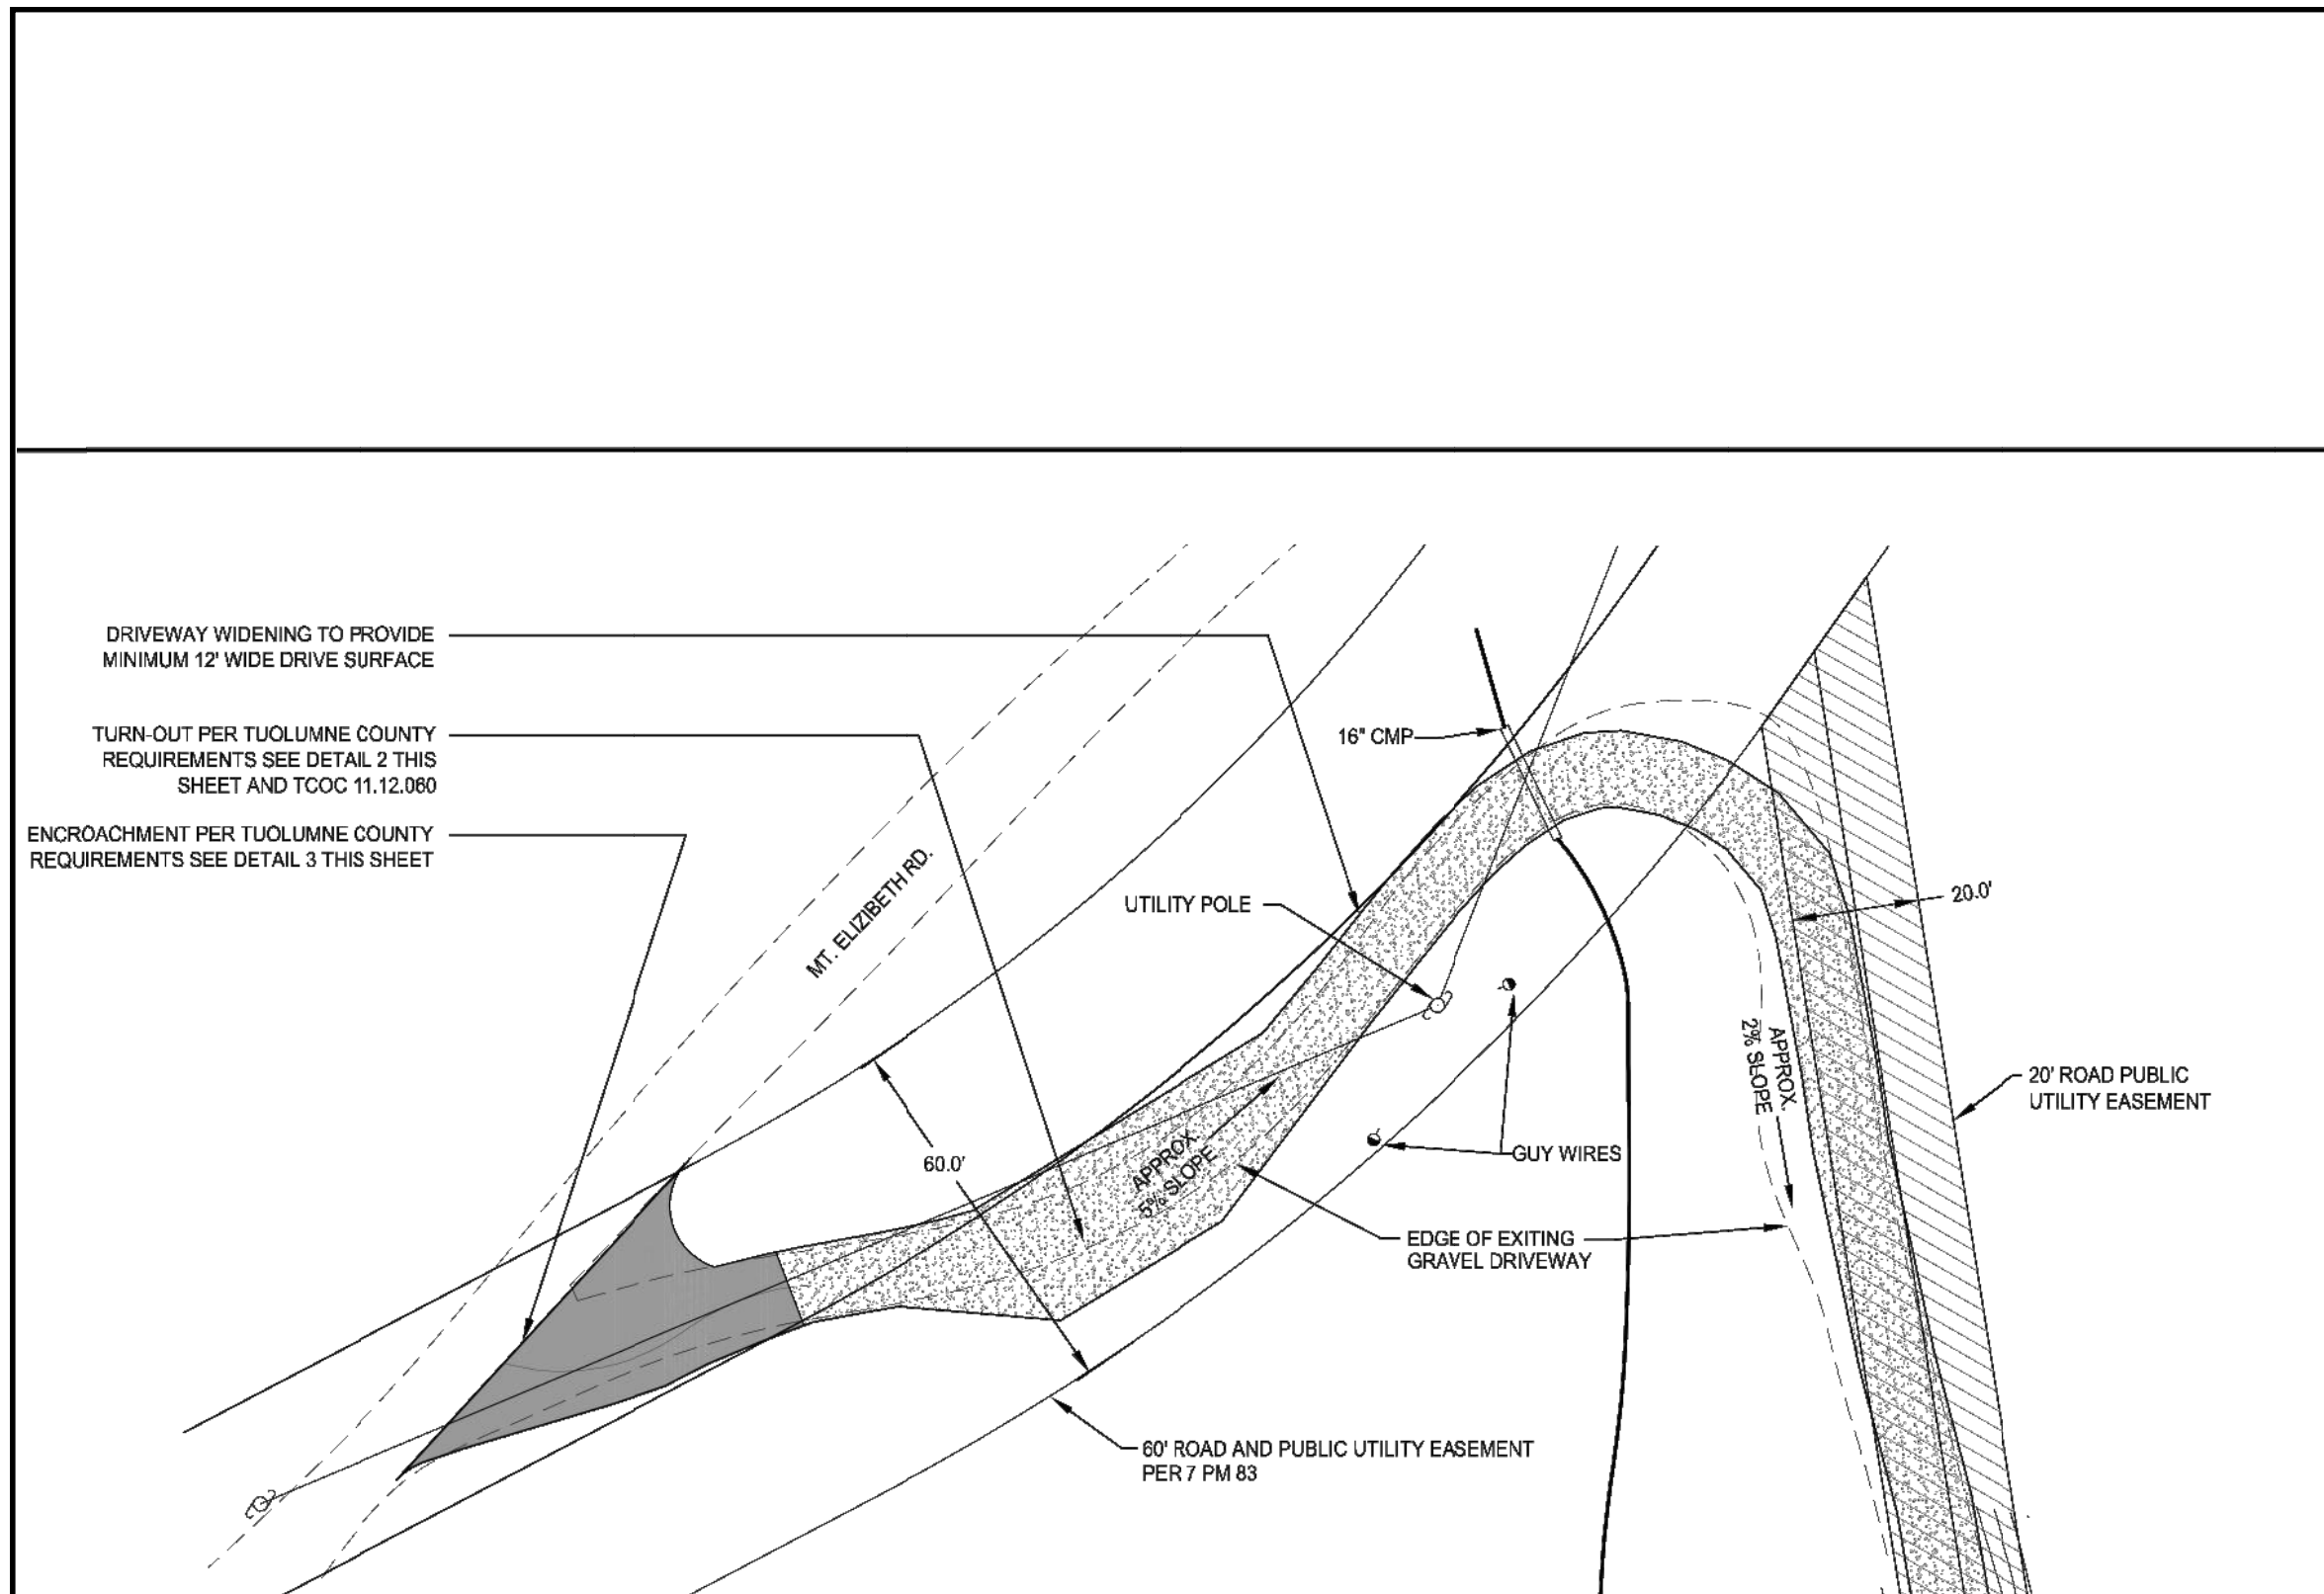 DRIVEWAY WIDENING TO PROVIDE
MINIMUM 12' WIDE DRIVE SURFACE
TURN-OUT PER TUOLUMNE COUNTY
REQUIREMENTS SEE DETAIL 2 THIS
SHEET AND TCOC 11.12.060
ENCROACHMENT PER TUOLUMNE COUNTY
REQUIREMENTS SEE DETAIL 3 THIS SHEET
MT. ELIZIBETH RD.
16" CMP
UTILITY POLE
20.0'
APPROX.
2% SLOPE
20' ROAD PUBLIC
UTILITY EASEMENT
60.0'
APPROX
5% SLOPE
GUY WIRES
EDGE OF EXITING
GRAVEL DRIVEWAY
60' ROAD AND PUBLIC UTILITY EASEMENT
PER 7 PM 83